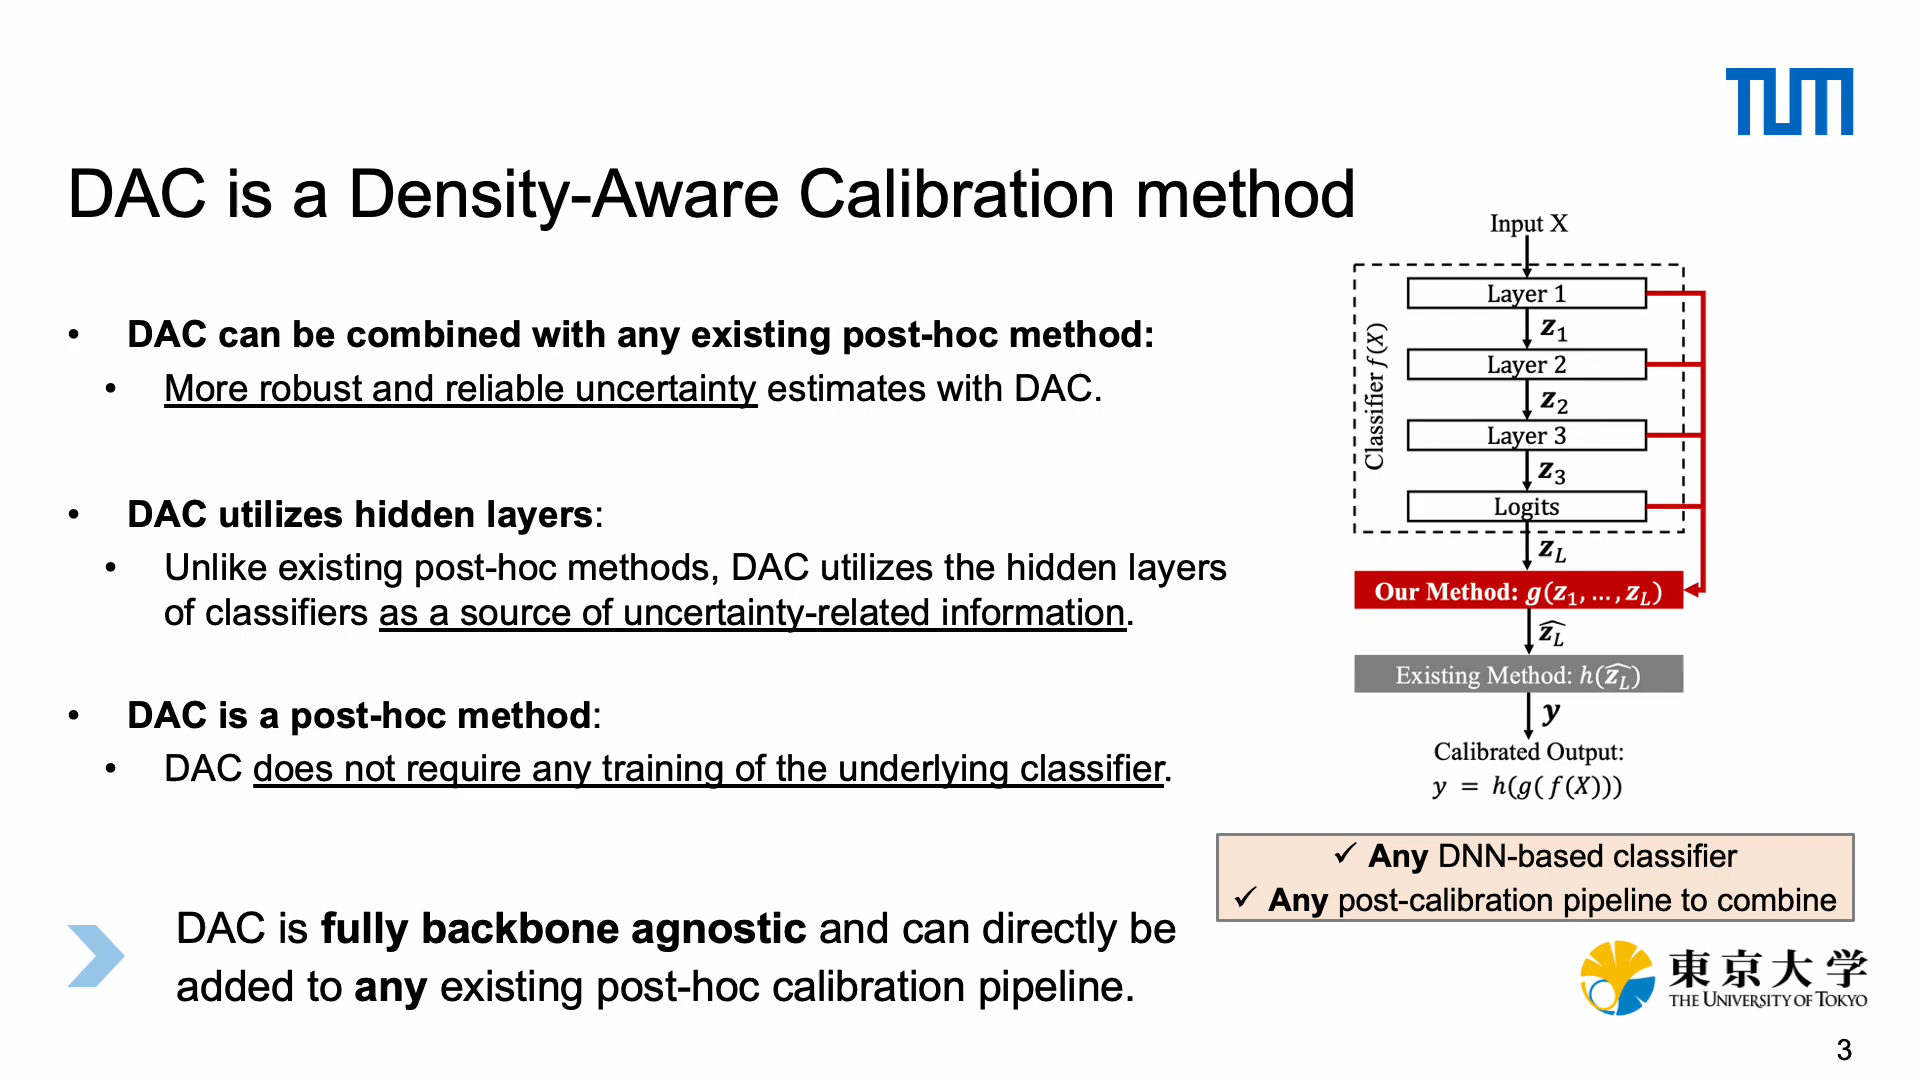 TUM
DAC is a Density-Aware Calibration method
• DAC can be combined with any existing post-hoc method:
• More robust and reliable uncertainty estimates with DAC.
• DAC utilizes hidden layers:
• Unlike existing post-hoc methods, DAC utilizes the hidden layers
of classifiers as a source of uncertainty-related information.
• DAC is a post-hoc method:
• DAC does not require any training of the underlying classifier.
DAC is fully backbone agnostic and can directly be
added to any existing post-hoc calibration pipeline.
Input X
Classifier f(X)
Layer 1
z₁
Layer 2
z₂
Layer 3
z₃
Logits
z_L
Our Method: g(z₁, … , z_L)
ẑ_L
Existing Method: h(ẑ_L)
y
Calibrated Output:
y = h(g( f(X)))
✓ Any DNN-based classifier
✓ Any post-calibration pipeline to combine
東京大学
THE UNIVERSITY OF TOKYO
3